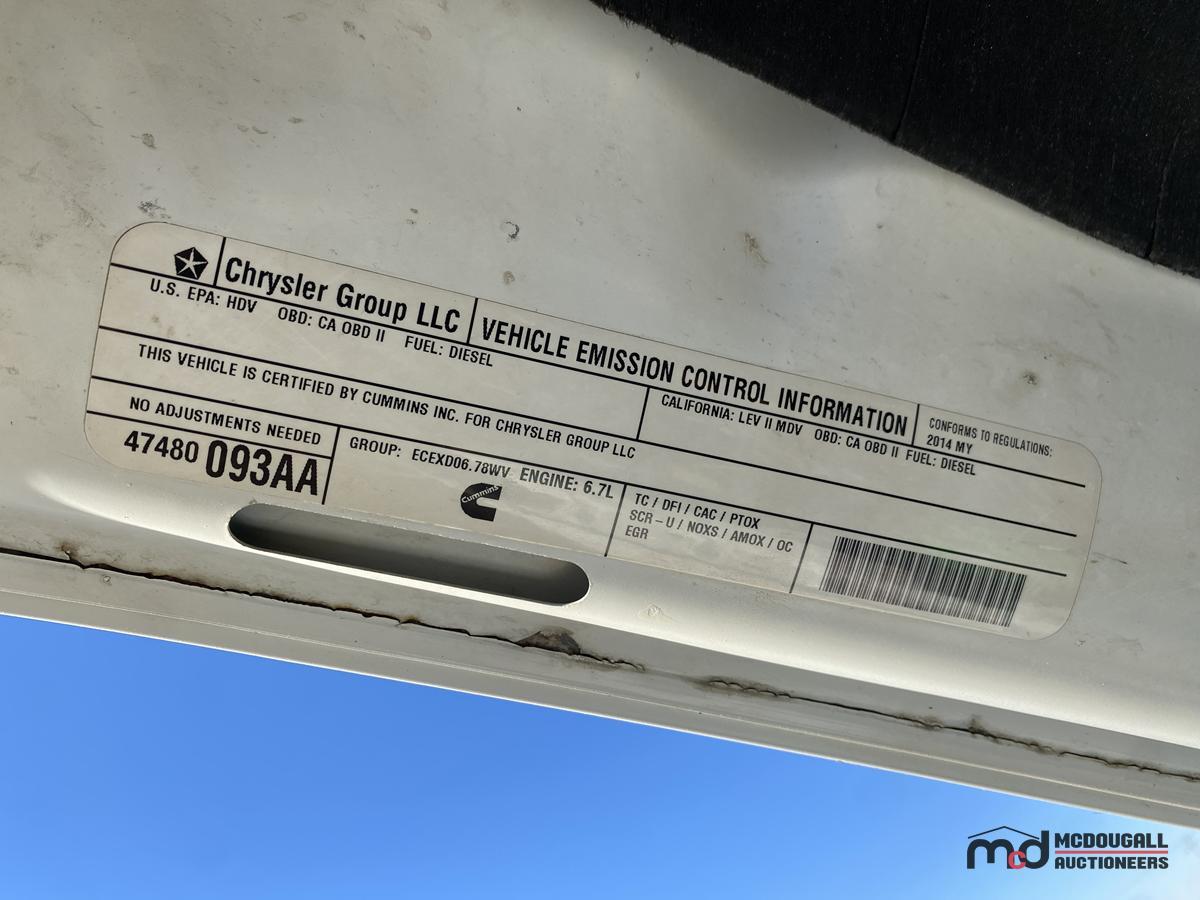 Chrysler Group LLC
VEHICLE EMISSION CONTROL INFORMATION
CONFORMS TO REGULATIONS:
2014 MY
U.S. EPA: HDV OBD: CA OBD II FUEL: DIESEL
CALIFORNIA: LEV II MDV OBD: CA OBD II FUEL: DIESEL
THIS VEHICLE IS CERTIFIED BY CUMMINS INC. FOR CHRYSLER GROUP LLC
NO ADJUSTMENTS NEEDED
47480 093AA
GROUP: ECEXD06.78WV ENGINE: 6.7L
Cummins
TC / DFI / CAC / PTOX
SCR – U / NOXS / AMOX / OC
EGR
mcd MCDOUGALL
AUCTIONEERS